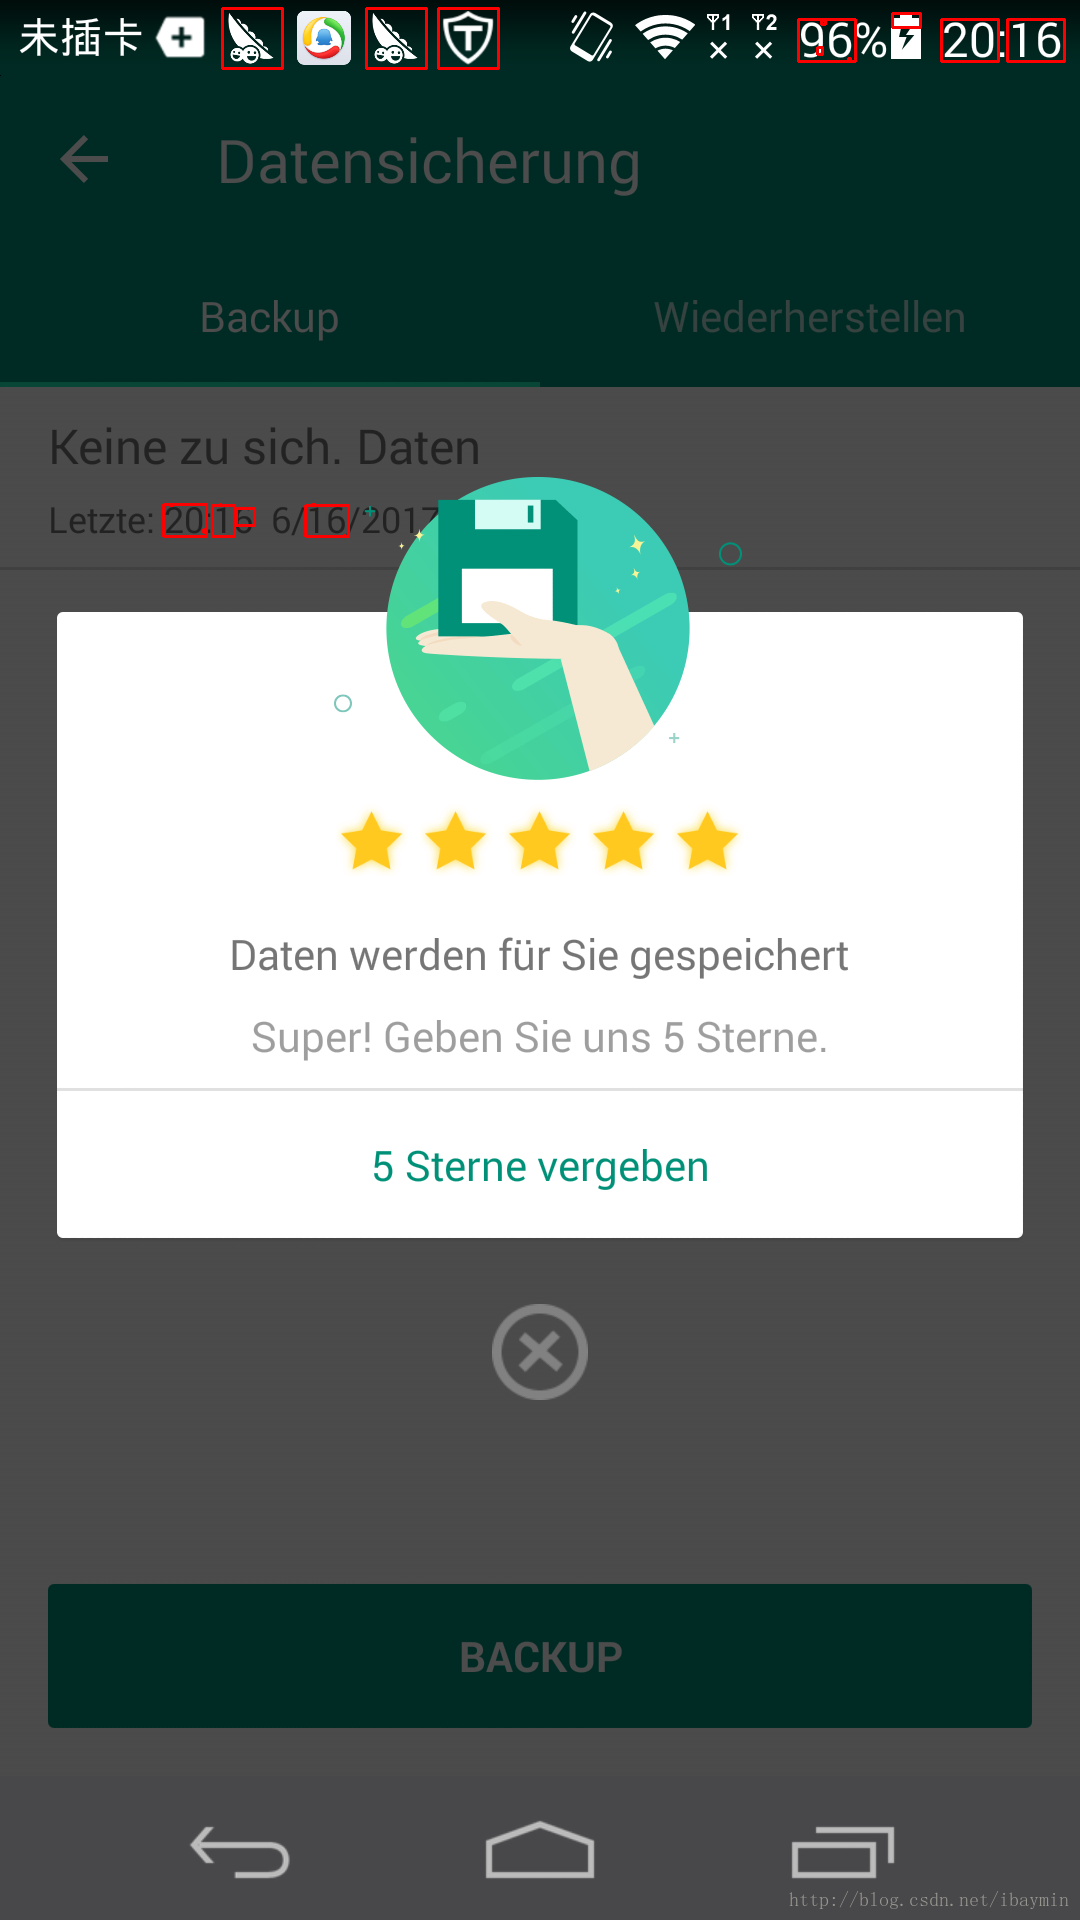 未插卡 1 2 96% 20:16
Datensicherung
Backup Wiederherstellen
Keine zu sich. Daten
Letzte: 20:16 6/16/2017
Daten werden für Sie gespeichert
Super! Geben Sie uns 5 Sterne.
5 Sterne vergeben
BACKUP
http://blog.csdn.net/ibaymin